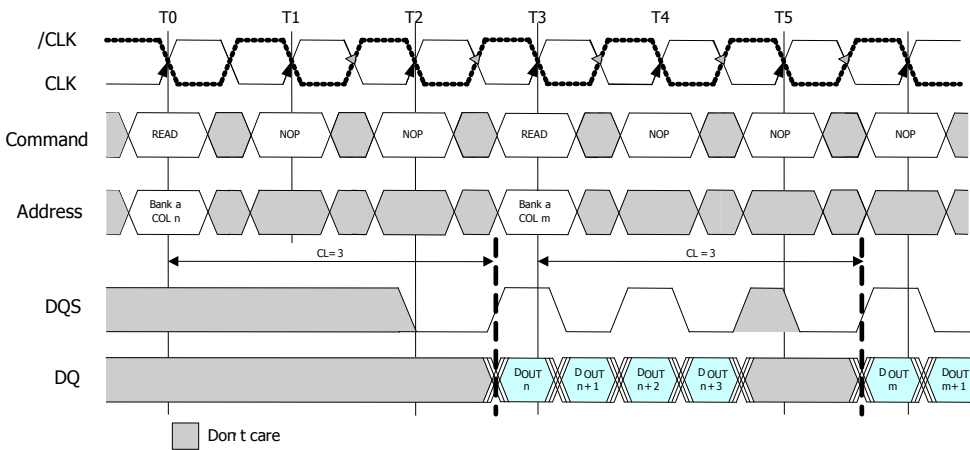 T0 T1 T2 T3 T4 T5
/CLK
CLK
Command READ NOP NOP READ NOP NOP NOP
Address Bank a COL n Bank a COL m
CL= 3 CL = 3
DQS
DQ DOUT n DOUT n+1 DOUT n+2 DOUT n+3 DOUT m DOUT m+1
Don't care